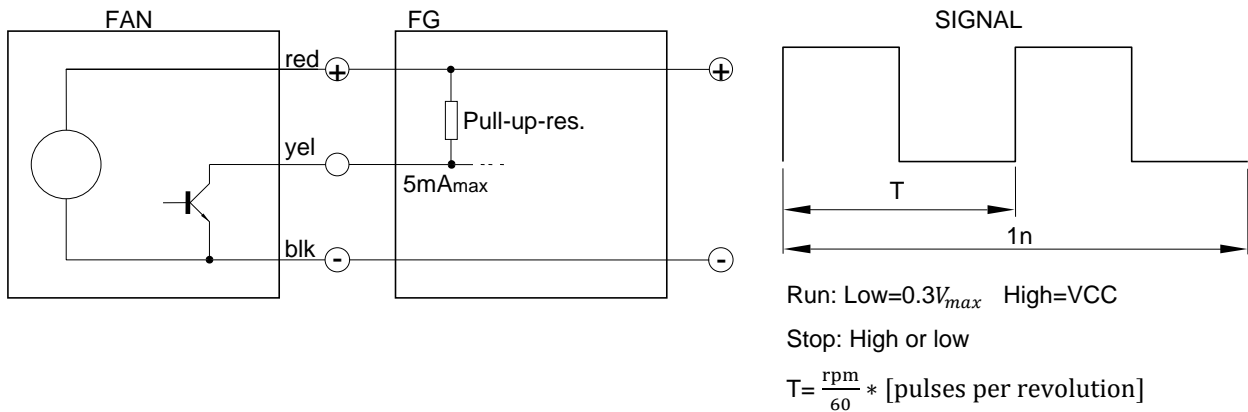 FAN
FG
SIGNAL
red
+
+
Pull-up-res.
yel
5mAmax
T
1n
blk
-
-
Run: Low=0.3Vmax High=VCC
Stop: High or low
T= rpm/60 * [pulses per revolution]